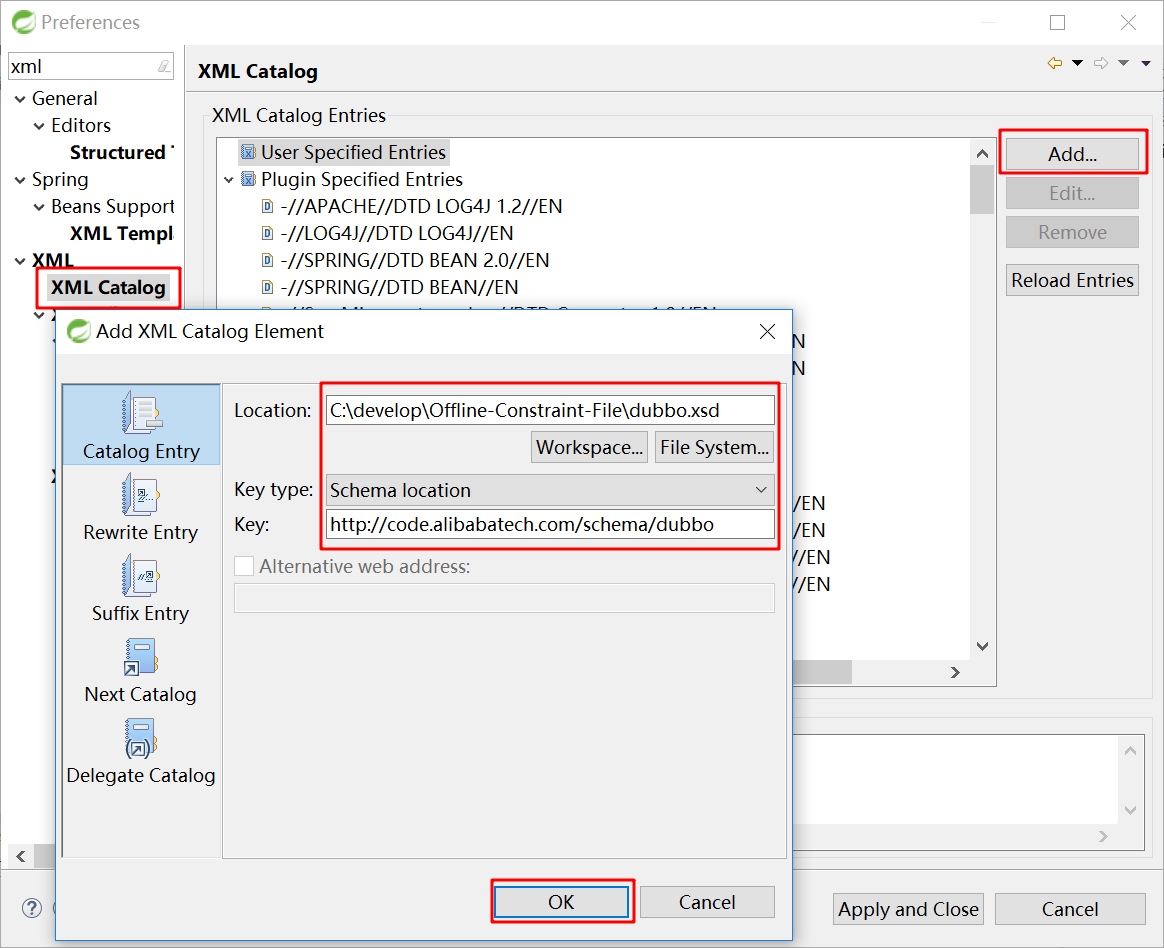 Preferences
xml
General
Editors
Structured
Spring
Beans Support
XML Templa
XML
XML Catalog
XML Catalog
XML Catalog Entries
User Specified Entries
Plugin Specified Entries
-//APACHE//DTD LOG4J 1.2//EN
-//LOG4J//DTD LOG4J//EN
-//SPRING//DTD BEAN 2.0//EN
-//SPRING//DTD BEAN//EN
N
N
/EN
/EN
//EN
//EN
Add...
Edit...
Remove
Reload Entries
Add XML Catalog Element
Catalog Entry
Rewrite Entry
Suffix Entry
Next Catalog
Delegate Catalog
Location:
C:\develop\Offline-Constraint-File\dubbo.xsd
Workspace...
File System...
Key type:
Schema location
Key:
http://code.alibabatech.com/schema/dubbo
Alternative web address:
OK
Cancel
Apply and Close
Cancel